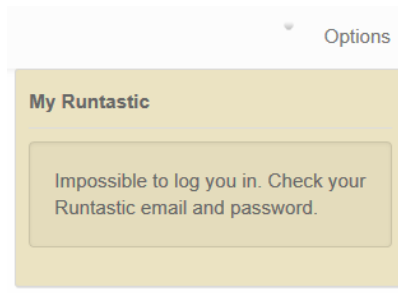 Options
My Runtastic
Impossible to log you in. Check your
Runtastic email and password.